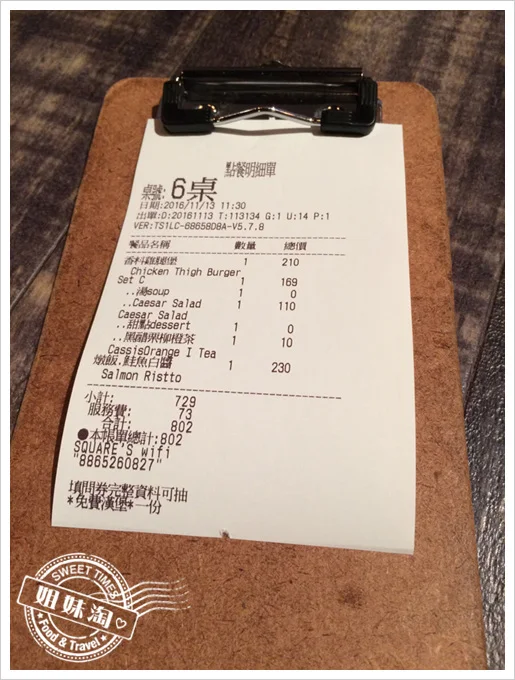 點餐明細單
桌號: 6桌
日期:2016/11/13 11:30
出單:D:20161113 T:113134 G:1 U:14 P:1
VER:TS1LC-68658D8A-V5.7.8
餐品名稱 數量 總價
香料雞腿堡 1 210
Chicken Thigh Burger
Set C 1 169
..湯soup 1 0
..Caesar Salad 1 110
Caesar Salad
..甜點dessert 1 0
..黑醋栗柳橙茶 1 10
CassisOrange I Tea
燉飯.鮭魚白醬 1 230
Salmon Ristto
小計: 729
服務費: 73
合計: 802
●本帳單總計:802
SQUARE'S wifi
"8865260827"
填問券完整資料可抽
*免費漢堡*一份
SWEET TIMES
姐妹淘
Food & Travel